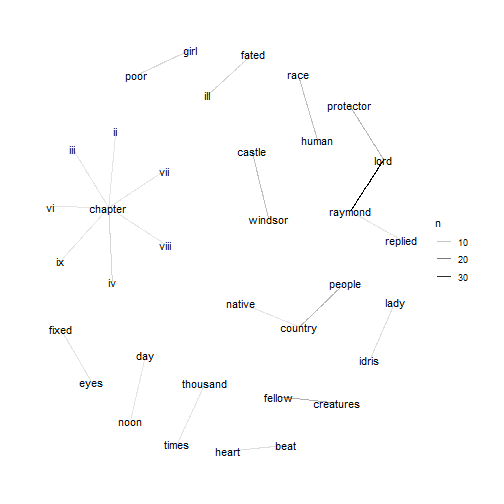 girl
fated
poor
race
ill
protector
ii
human
iii
castle
lord
vii
vi
chapter
windsor
raymond
n
replied
viii
10
ix
20
iv
people
30
native
lady
country
fixed
day
idris
eyes
thousand
fellow
creatures
noon
times
heart
beat